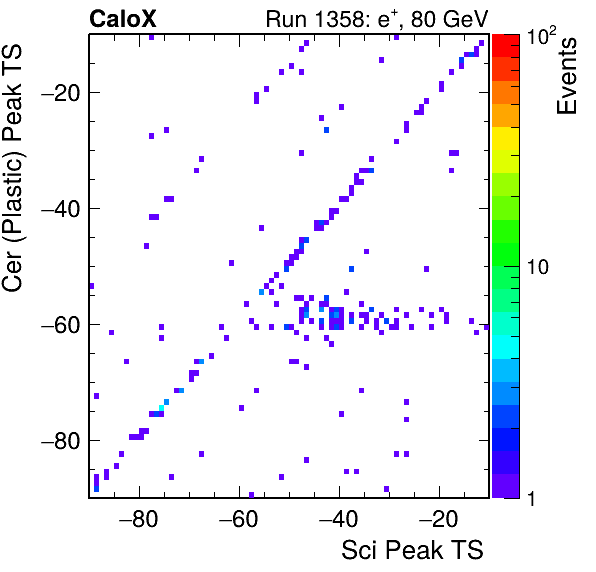 CaloX Run 1358: e⁺, 80 GeV
Cer (Plastic) Peak TS
−20
−40
−60
−80
−80 −60 −40 −20
Sci Peak TS
10²
10
1
Events